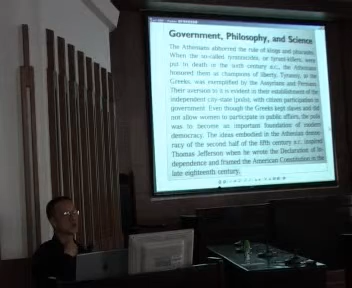 Government, Philosophy, and Science
The Athenians abhorred the rule of kings and pharaohs.
When the so-called tyrannicides, or tyrant-killers, were
put to death in the sixth century B.C., the Athenians
honored them as champions of liberty. Tyranny, to the
Greeks, was exemplified by the Assyrians and Persians.
Their aversion to it is evident in their establishment of the
independent city-state (polis), with citizen participation in
government. Even though the Greeks kept slaves and did
not allow women to participate in public affairs, the polis
was to become an important foundation of modern
democracy. The ideas embodied in the Athenian democ-
racy of the second half of the fifth century B.C. inspired
Thomas Jefferson when he wrote the Declaration of In-
dependence and framed the American Constitution in the
late eighteenth century.